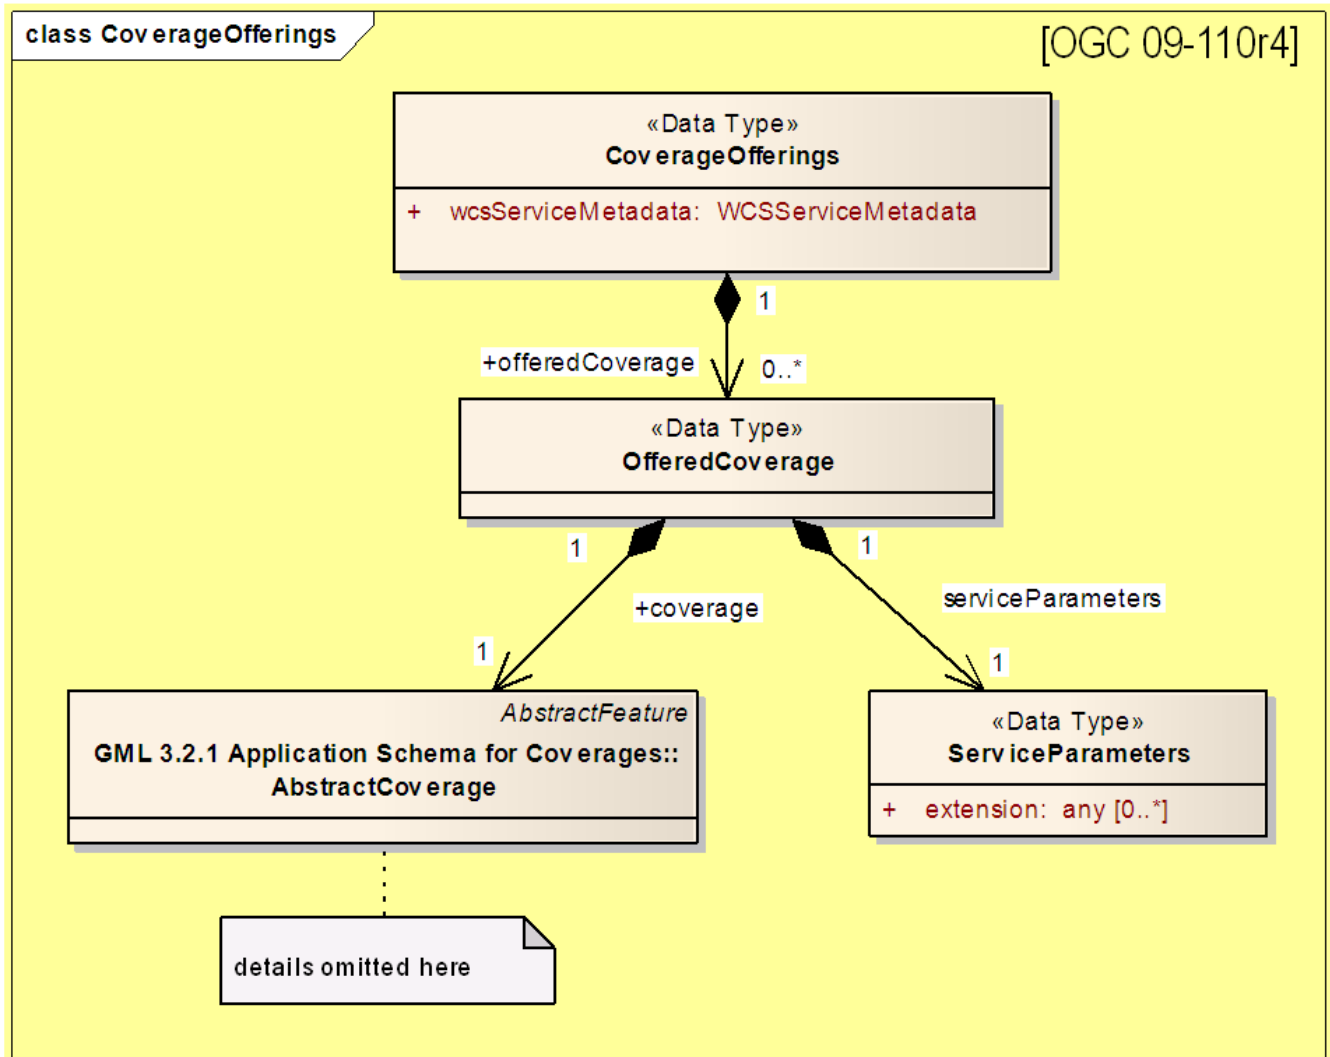 class CoverageOfferings
[OGC 09-110r4]
«Data Type»
CoverageOfferings
+ wcsServiceMetadata: WCSServiceMetadata
1
+offeredCoverage
0..*
«Data Type»
OfferedCoverage
1
1
+coverage
serviceParameters
1
1
AbstractFeature
GML 3.2.1 Application Schema for Coverages::
AbstractCoverage
«Data Type»
ServiceParameters
+ extension: any [0..*]
details omitted here